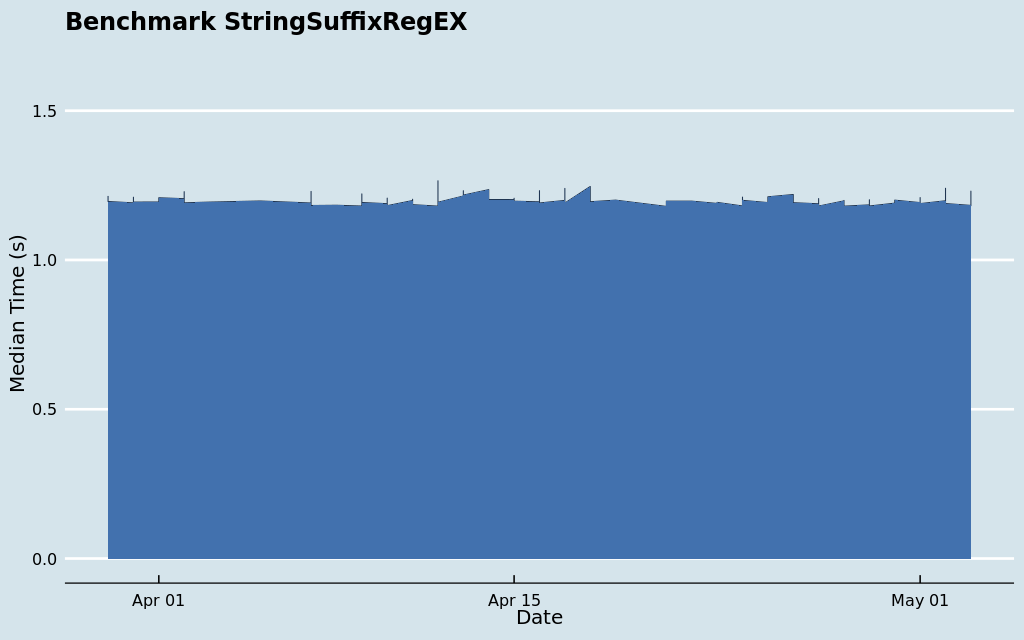 Benchmark StringSuffixRegEX
Median Time (s)
1.5
1.0
0.5
0.0
Apr 01
Apr 15
May 01
Date